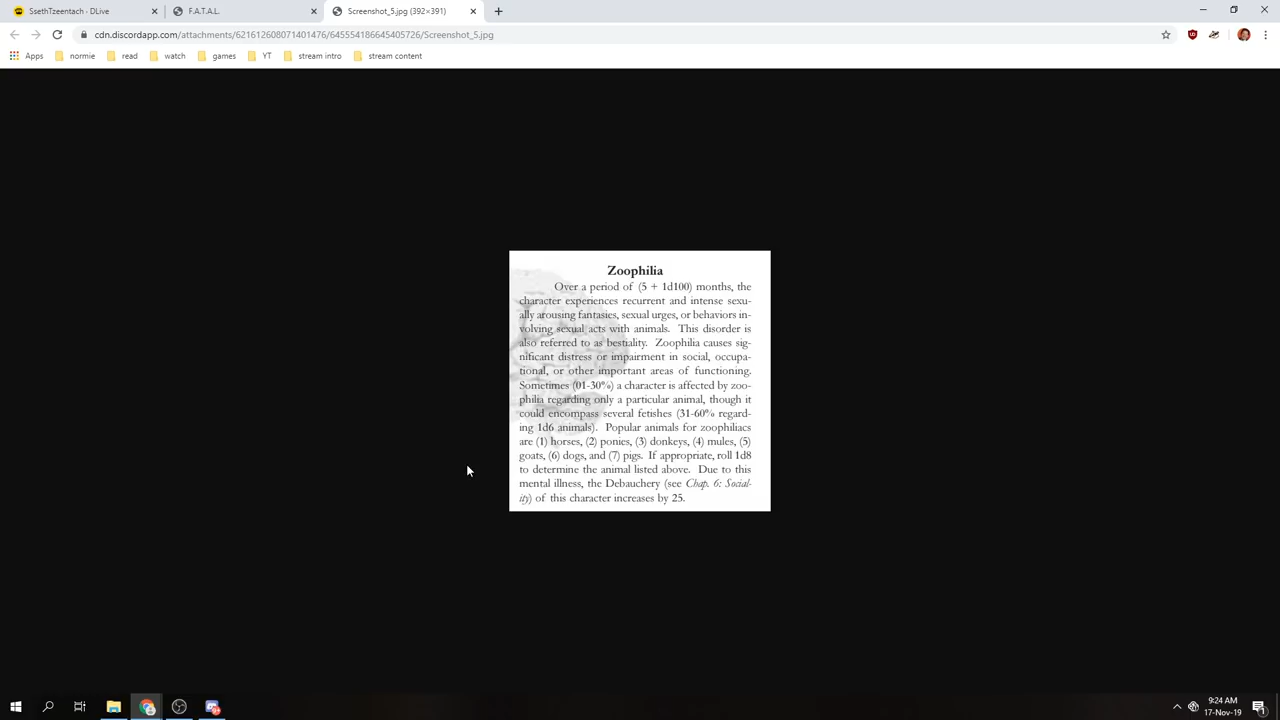 SsethTzeentach - DLive
F.A.T.A.L.
Screenshot_5.jpg (392×391)
cdn.discordapp.com/attachments/621612608071401476/645554186645405726/Screenshot_5.jpg
Apps
normie
read
watch
games
YT
stream intro
stream content
Zoophilia
Over a period of (5 + 1d100) months, the
character experiences recurrent and intense sexu-
ally arousing fantasies, sexual urges, or behaviors in-
volving sexual acts with animals. This disorder is
also referred to as bestiality. Zoophilia causes sig-
nificant distress or impairment in social, occupa-
tional, or other important areas of functioning.
Sometimes (01-30%) a character is affected by zoo-
philia regarding only a particular animal, though it
could encompass several fetishes (31-60% regard-
ing 1d6 animals). Popular animals for zoophiliacs
are (1) horses, (2) ponies, (3) donkeys, (4) mules, (5)
goats, (6) dogs, and (7) pigs. If appropriate, roll 1d8
to determine the animal listed above. Due to this
mental illness, the Debauchery (see Chap. 6: Social-
ity) of this character increases by 25.
9:24 AM
17-Nov-19